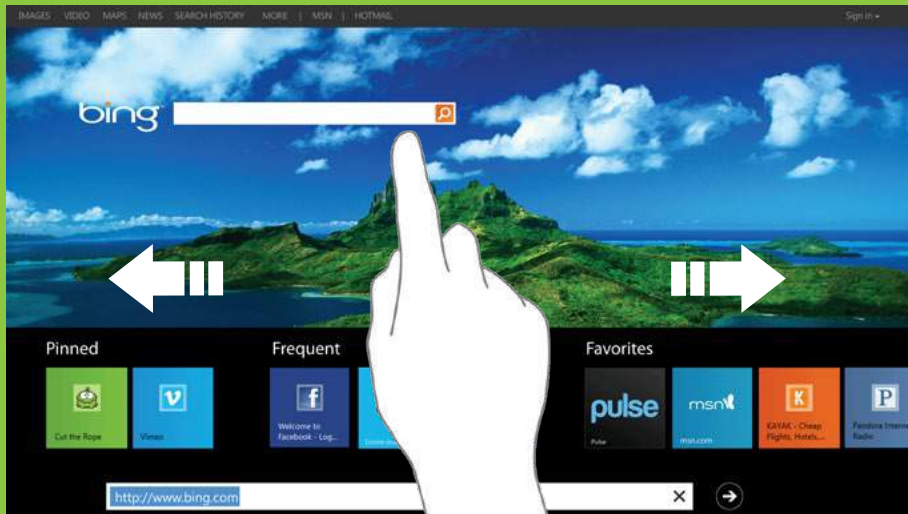 IMAGES VIDEO MAPS NEWS SEARCH HISTORY MORE | MSN | HOTMAIL Sign in
bing
Pinned Frequent Favorites
f pulse msn K P
Cut the Rope Vimeo Welcome to Facebook - Log... Pulse msn.com KAYAK - Cheap Flights, Hotels,... Pandora Interne Radio
http://www.bing.com